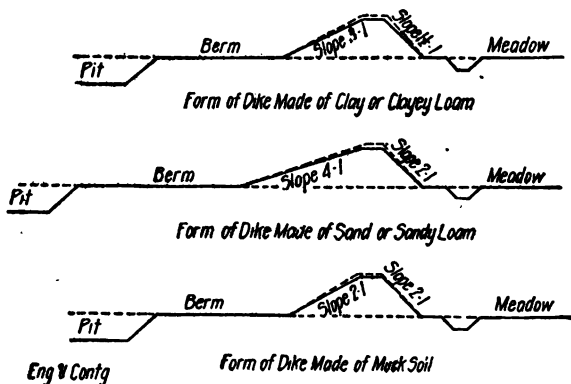 Berm Slope 3-1 Slope 1½-1 Meadow
Pit
Form of Dike Made of Clay or Clayey Loam
Berm Slope 4-1 Slope 2-1 Meadow
Pit
Form of Dike Made of Sand or Sandy Loam
Berm Slope 2-1 Slope 2-1 Meadow
Pit
Form of Dike Made of Muck Soil
Eng & Contg